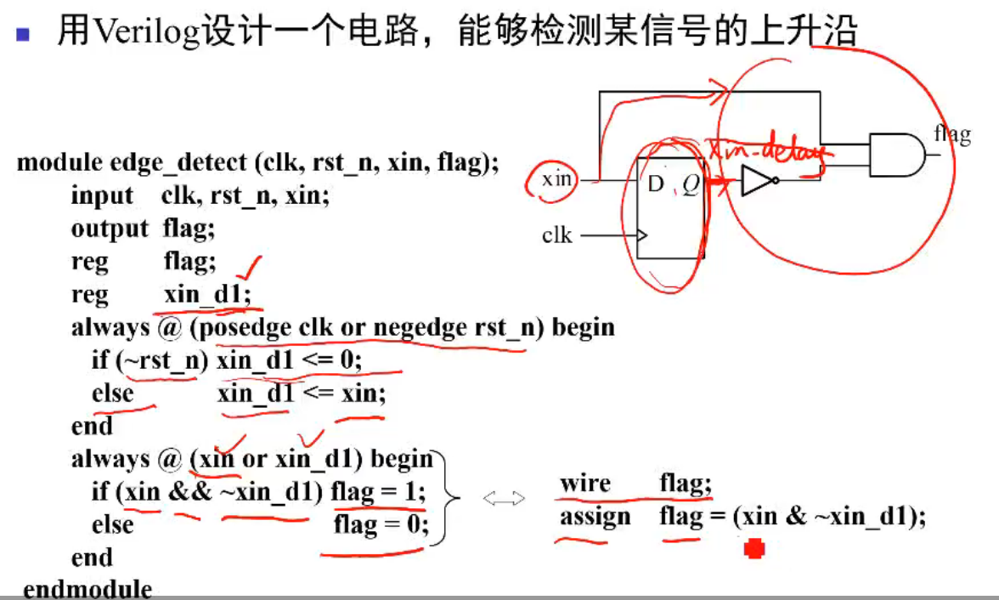 用Verilog设计一个电路，能够检测某信号的上升沿
flag
xin_delay
xin
D Q
clk
module edge_detect (clk, rst_n, xin, flag);
input clk, rst_n, xin;
output flag;
reg flag;
reg xin_d1;
always @ (posedge clk or negedge rst_n) begin
if (~rst_n) xin_d1 <= 0;
else xin_d1 <= xin;
end
always @ (xin or xin_d1) begin
if (xin && ~xin_d1) flag = 1;
else flag = 0;
end
endmodule
wire flag;
assign flag = (xin & ~xin_d1);